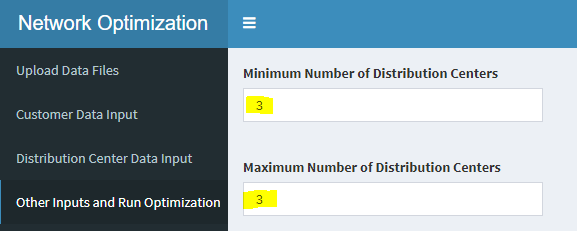 Network Optimization
Upload Data Files
Customer Data Input
Distribution Center Data Input
Other Inputs and Run Optimization
Minimum Number of Distribution Centers
3
Maximum Number of Distribution Centers
3